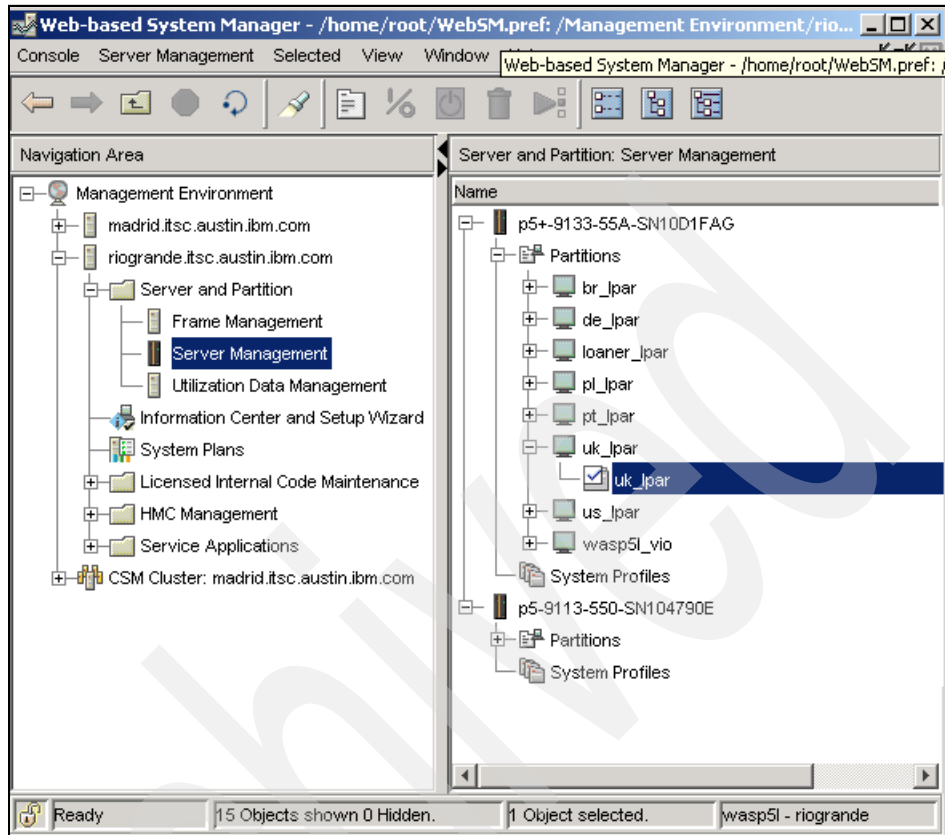 Web-based System Manager - /home/root/WebSM.pref: /Management Environment/rio...
Console Server Management Selected View Window
Web-based System Manager - /home/root/WebSM.pref:
Navigation Area
Management Environment
madrid.itsc.austin.ibm.com
riogrande.itsc.austin.ibm.com
Server and Partition
Frame Management
Server Management
Utilization Data Management
Information Center and Setup Wizard
System Plans
Licensed Internal Code Maintenance
HMC Management
Service Applications
CSM Cluster: madrid.itsc.austin.ibm.com
Server and Partition: Server Management
Name
p5+-9133-55A-SN10D1FAG
Partitions
br_lpar
de_lpar
loaner_lpar
pl_lpar
pt_lpar
uk_lpar
uk_lpar
us_lpar
wasp5l_vio
System Profiles
p5-9113-550-SN104790E
Partitions
System Profiles
Ready 15 Objects shown 0 Hidden. 1 Object selected. wasp5l - riogrande